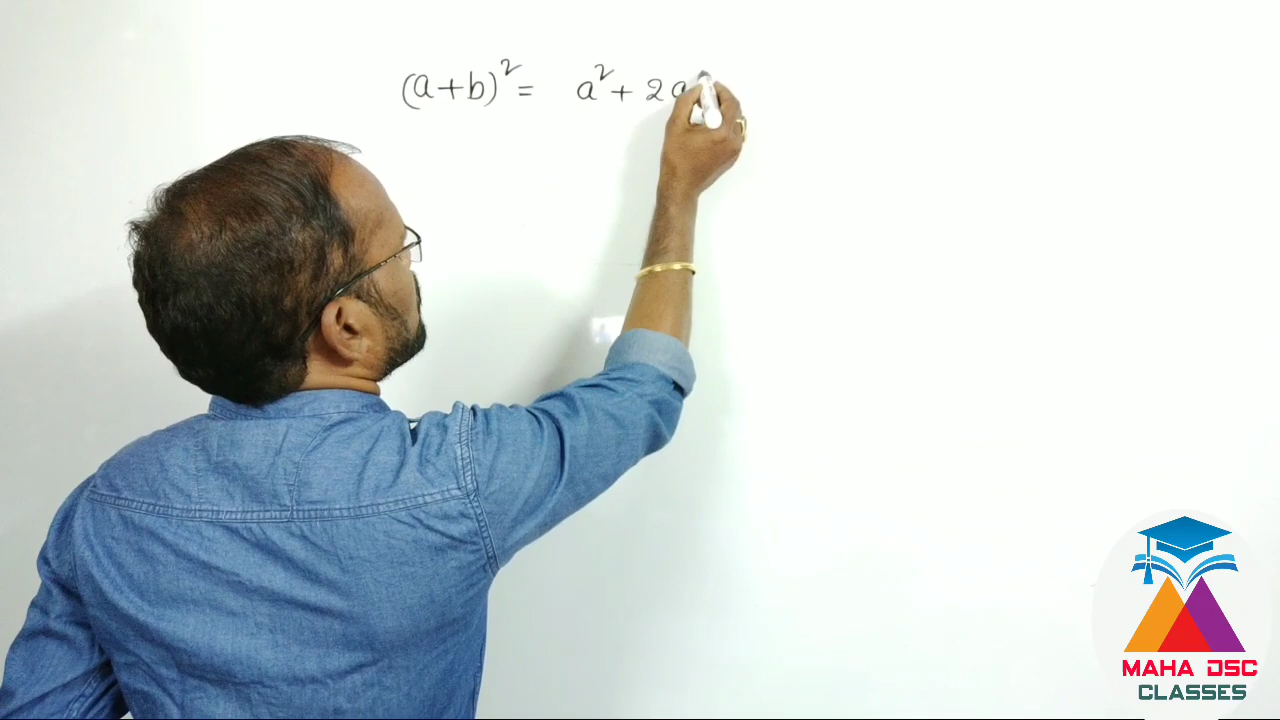 (a+b)² = a² + 2a
MAHA DSC
CLASSES